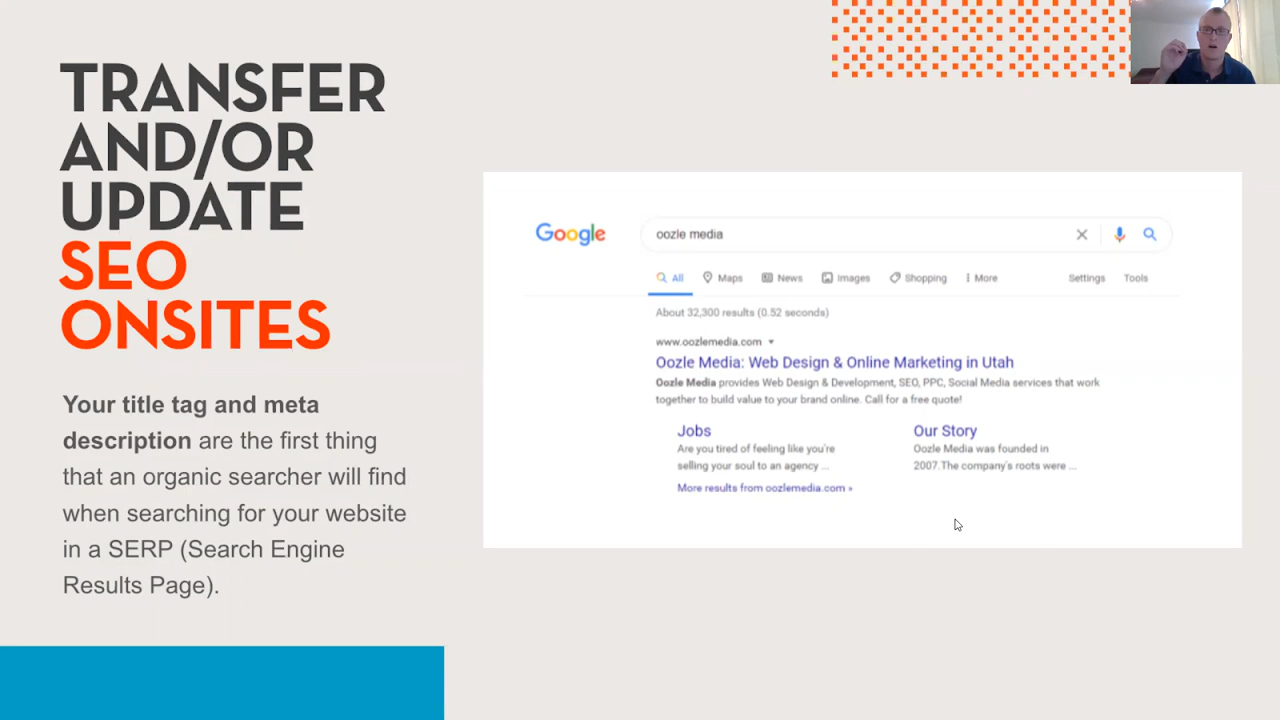 TRANSFER
AND/OR
UPDATE
SEO
ONSITES
Your title tag and meta
description are the first thing
that an organic searcher will find
when searching for your website
in a SERP (Search Engine
Results Page).
Google
oozle media
All Maps News Images Shopping More Settings Tools
About 32,300 results (0.52 seconds)
www.oozlemedia.com
Oozle Media: Web Design & Online Marketing in Utah
Oozle Media provides Web Design & Development, SEO, PPC, Social Media services that work
together to build value to your brand online. Call for a free quote!
Jobs
Are you tired of feeling like you're
selling your soul to an agency ...
Our Story
Oozle Media was founded in
2007.The company's roots were ...
More results from oozlemedia.com »